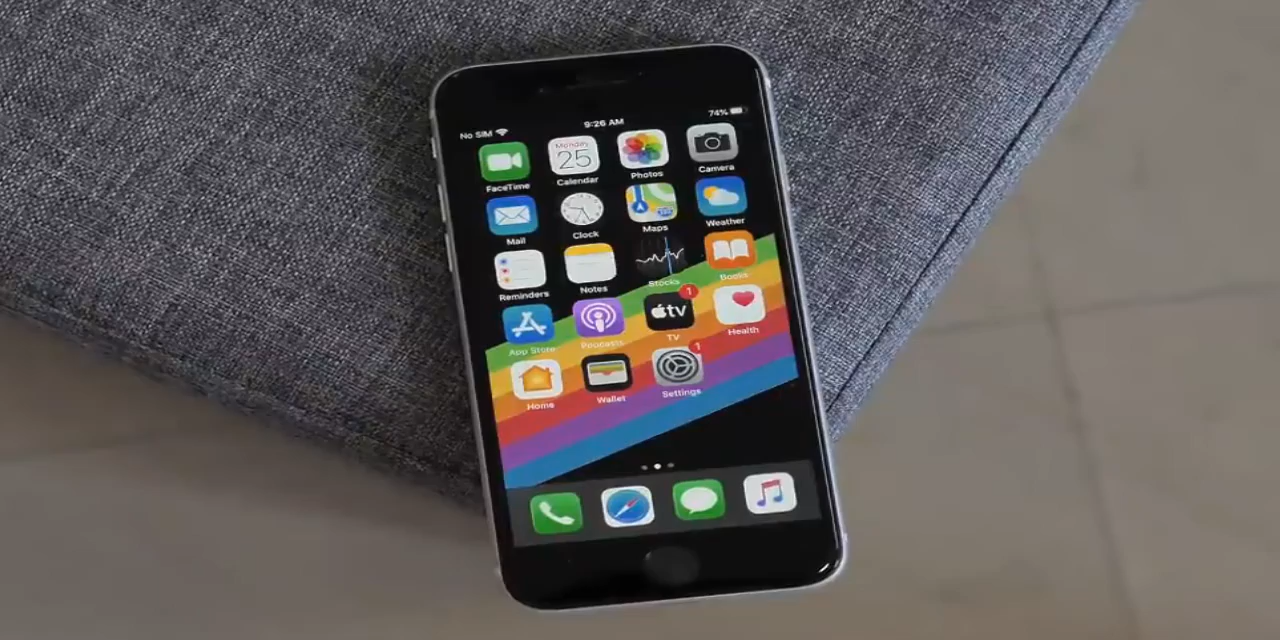 No SIM 9:26 AM 74%
Monday
25
FaceTime Calendar Photos Camera
Mail Clock Maps Weather
Reminders Notes Stocks Books
tv 1
App Store Podcasts TV Health
1
Home Wallet Settings